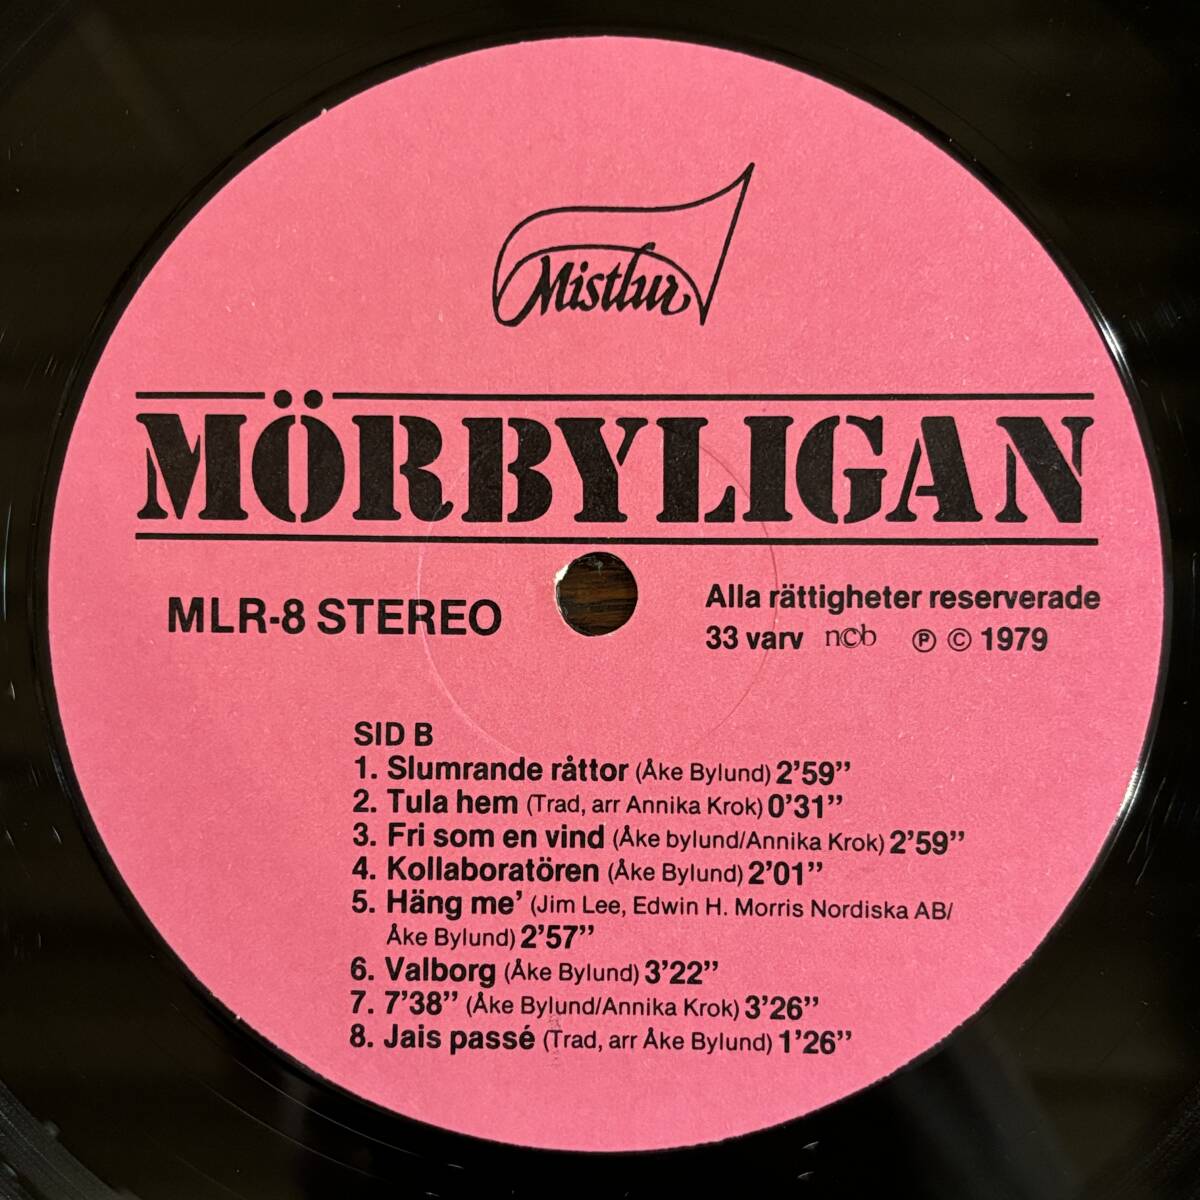 Mistlur
MÖRBYLIGAN
MLR-8 STEREO
Alla rättigheter reserverade
33 varv ncb Ⓟ © 1979
SID B
1. Slumrande råttor (Åke Bylund) 2’59”
2. Tula hem (Trad, arr Annika Krok) 0’31”
3. Fri som en vind (Åke bylund/Annika Krok) 2’59”
4. Kollaboratören (Åke Bylund) 2’01”
5. Häng me’ (Jim Lee, Edwin H. Morris Nordiska AB/
Åke Bylund) 2’57”
6. Valborg (Åke Bylund) 3’22”
7. 7’38” (Åke Bylund/Annika Krok) 3’26”
8. Jais passé (Trad, arr Åke Bylund) 1’26”